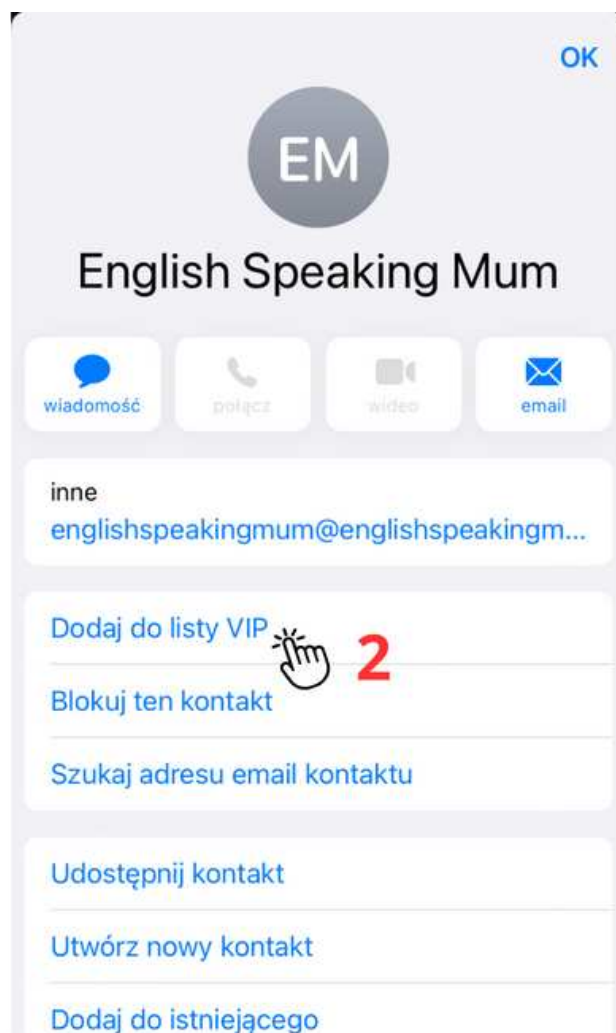 OK
EM
English Speaking Mum
wiadomość połącz wideo email
inne
englishspeakingmum@englishspeakingm...
Dodaj do listy VIP
2
Blokuj ten kontakt
Szukaj adresu email kontaktu
Udostępnij kontakt
Utwórz nowy kontakt
Dodaj do istniejącego